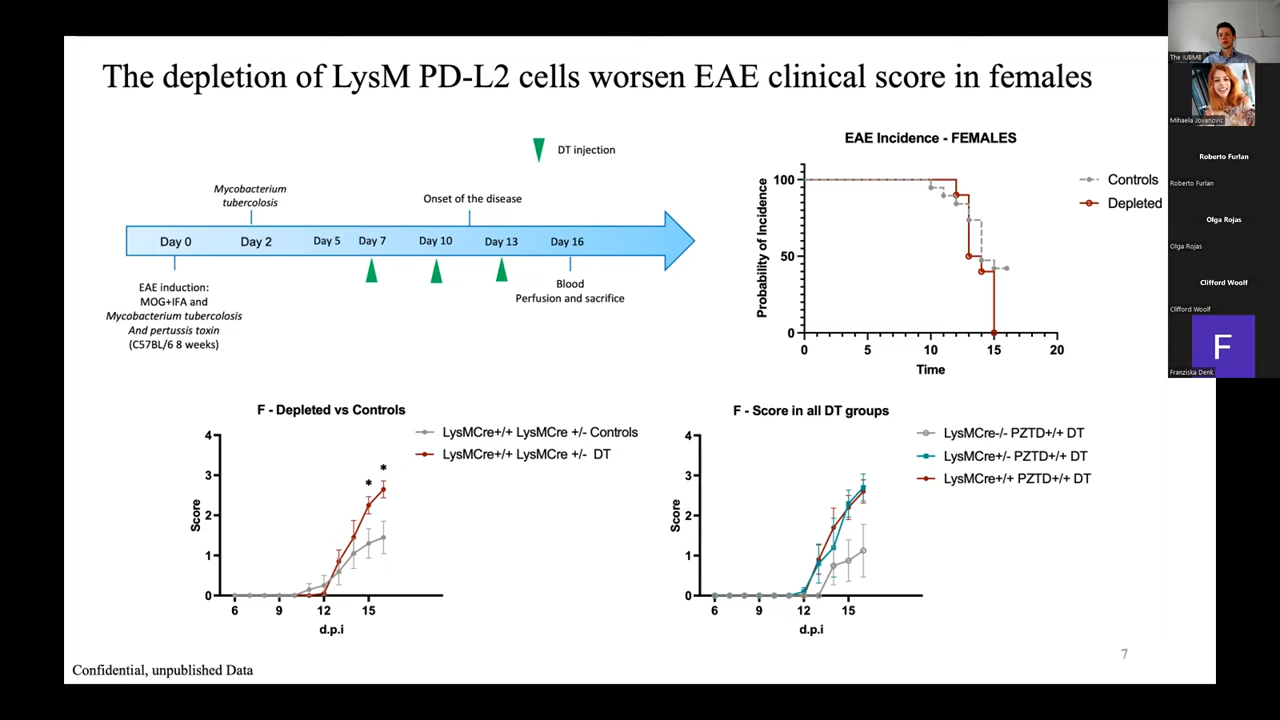 The depletion of LysM PD-L2 cells worsen EAE clinical score in females
DT injection
Mycobacterium
tubercolosis
Onset of the disease
Day 0
Day 2
Day 5
Day 7
Day 10
Day 13
Day 16
EAE induction:
MOG+IFA and
Mycobacterium tubercolosis
And pertussis toxin
(C57BL/6 8 weeks)
Blood
Perfusion and sacrifice
EAE Incidence - FEMALES
Probability of Incidence
100
50
0
0
5
10
15
20
Time
Controls
Depleted
F - Depleted vs Controls
LysMCre+/+ LysMCre +/- Controls
LysMCre+/+ LysMCre +/- DT
Score
4
3
2
1
0
* *
6
9
12
15
d.p.i
F - Score in all DT groups
LysMCre-/- PZTD+/+ DT
LysMCre+/- PZTD+/+ DT
LysMCre+/+ PZTD+/+ DT
Score
4
3
2
1
0
6
9
12
15
d.p.i
Confidential, unpublished Data
7
The IUBMB
Mihaela Jovanovic
Roberto Furlan
Roberto Furlan
Olga Rojas
Olga Rojas
Clifford Woolf
Clifford Woolf
F
Franziska Denk